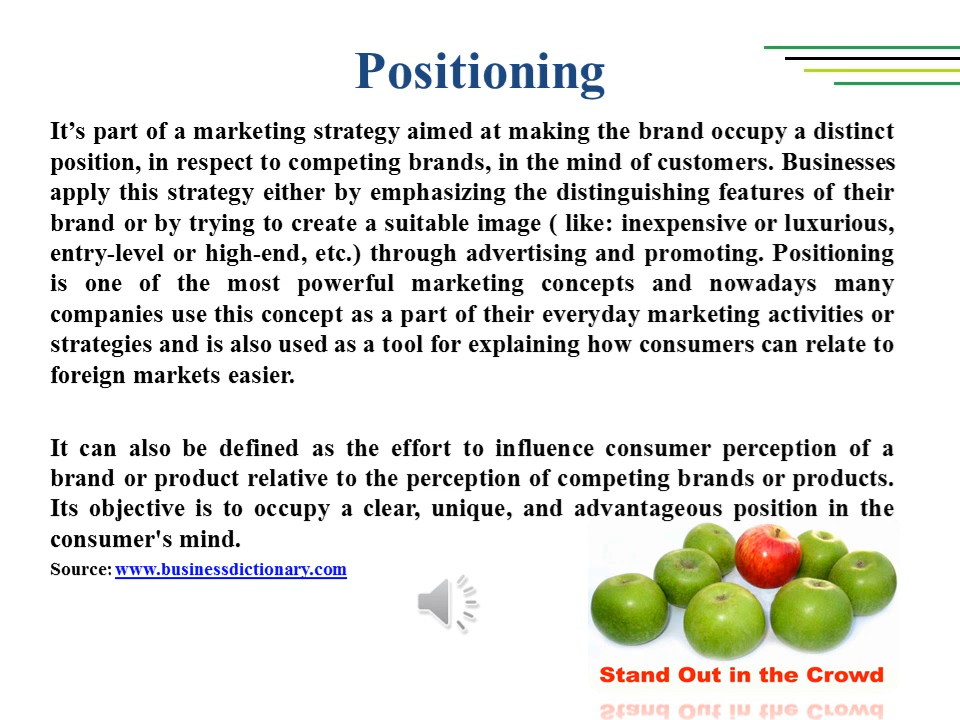 Positioning
It’s part of a marketing strategy aimed at making the brand occupy a distinct
position, in respect to competing brands, in the mind of customers. Businesses
apply this strategy either by emphasizing the distinguishing features of their
brand or by trying to create a suitable image ( like: inexpensive or luxurious,
entry-level or high-end, etc.) through advertising and promoting. Positioning
is one of the most powerful marketing concepts and nowadays many
companies use this concept as a part of their everyday marketing activities or
strategies and is also used as a tool for explaining how consumers can relate to
foreign markets easier.
It can also be defined as the effort to influence consumer perception of a
brand or product relative to the perception of competing brands or products.
Its objective is to occupy a clear, unique, and advantageous position in the
consumer's mind.
Source: www.businessdictionary.com
Stand Out in the Crowd